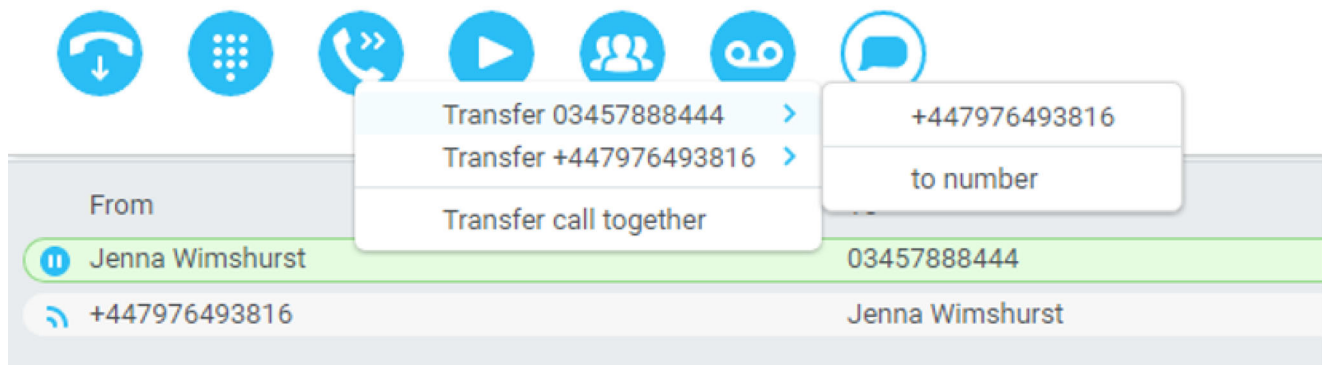 Transfer 03457888444
+447976493816
Transfer +447976493816
to number
Transfer call together
From
Jenna Wimshurst
03457888444
+447976493816
Jenna Wimshurst